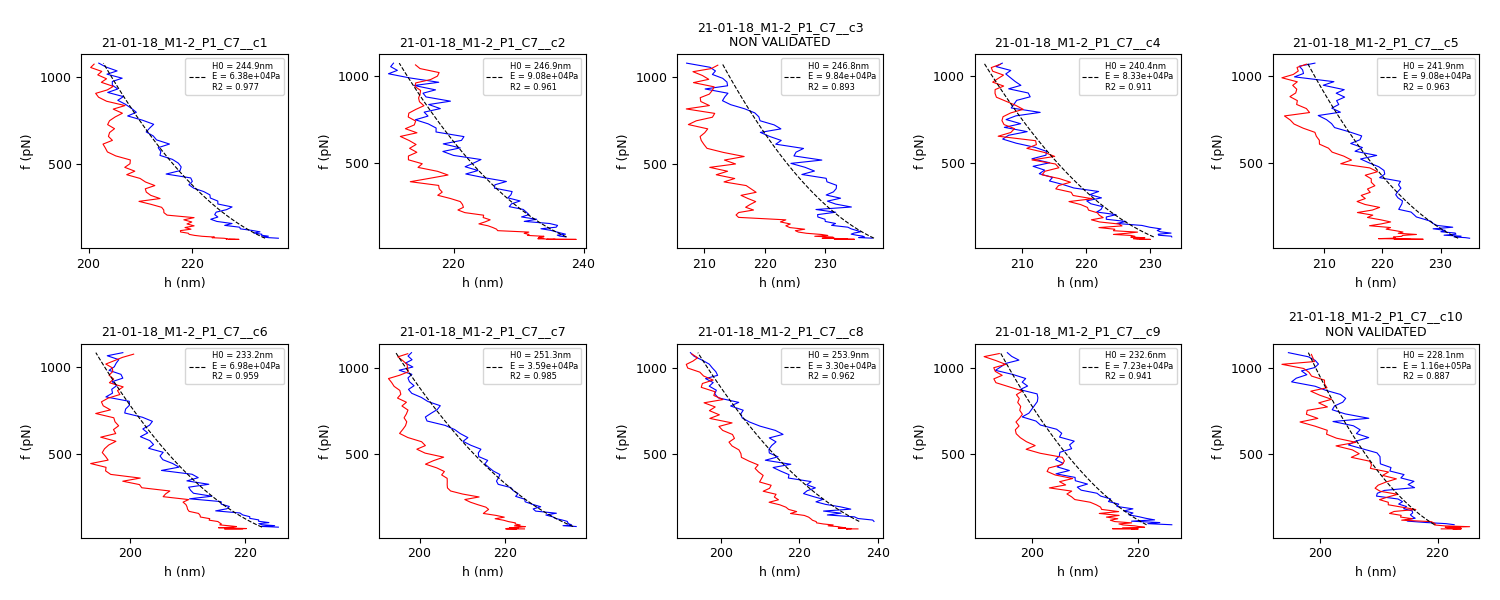 21-01-18_M1-2_P1_C7__c1
H0 = 244.9nm
E = 6.38e+04Pa
R2 = 0.977
1000
500
f (pN)
200
220
h (nm)
21-01-18_M1-2_P1_C7__c2
H0 = 246.9nm
E = 9.08e+04Pa
R2 = 0.961
1000
500
f (pN)
220
240
h (nm)
21-01-18_M1-2_P1_C7__c3
NON VALIDATED
H0 = 246.8nm
E = 9.84e+04Pa
R2 = 0.893
1000
500
f (pN)
210
220
230
h (nm)
21-01-18_M1-2_P1_C7__c4
H0 = 240.4nm
E = 8.33e+04Pa
R2 = 0.911
1000
500
f (pN)
210
220
230
h (nm)
21-01-18_M1-2_P1_C7__c5
H0 = 241.9nm
E = 9.08e+04Pa
R2 = 0.963
1000
500
f (pN)
210
220
230
h (nm)
21-01-18_M1-2_P1_C7__c6
H0 = 233.2nm
E = 6.98e+04Pa
R2 = 0.959
1000
500
f (pN)
200
220
h (nm)
21-01-18_M1-2_P1_C7__c7
H0 = 251.3nm
E = 3.59e+04Pa
R2 = 0.985
1000
500
f (pN)
200
220
h (nm)
21-01-18_M1-2_P1_C7__c8
H0 = 253.9nm
E = 3.30e+04Pa
R2 = 0.962
1000
500
f (pN)
200
220
240
h (nm)
21-01-18_M1-2_P1_C7__c9
H0 = 232.6nm
E = 7.23e+04Pa
R2 = 0.941
1000
500
f (pN)
200
220
h (nm)
21-01-18_M1-2_P1_C7__c10
NON VALIDATED
H0 = 228.1nm
E = 1.16e+05Pa
R2 = 0.887
1000
500
f (pN)
200
220
h (nm)